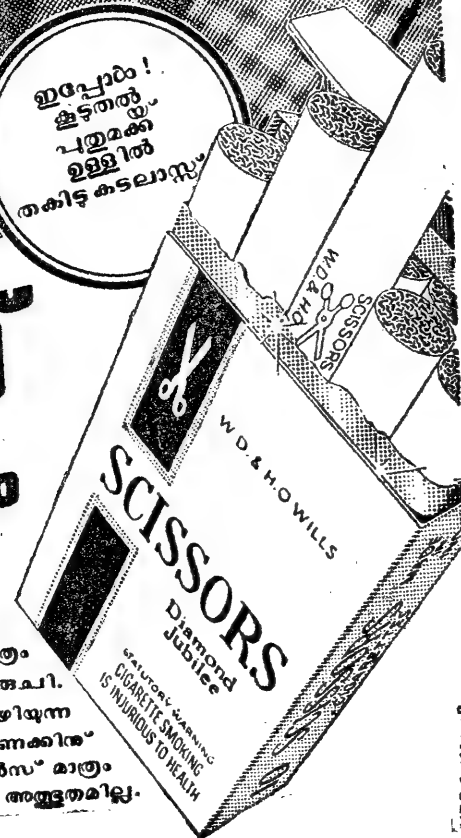 ഇപ്പോൾ !
കൂടുതൽ
യ്
പുതുമക്ക്
ഉള്ളിൽ
തകിട്ട കടലാസ്സ്
W.D.& H.O
SCISSORS
W.D.& H.O WILLS
SCISSORS
Diamond
Jubilee
STATUTORY WARNING
CIGARETTE SMOKING
IS INJURIOUS TO HEALTH
രുചി.
മാത്രം
അത്ഭുതമില്ല.